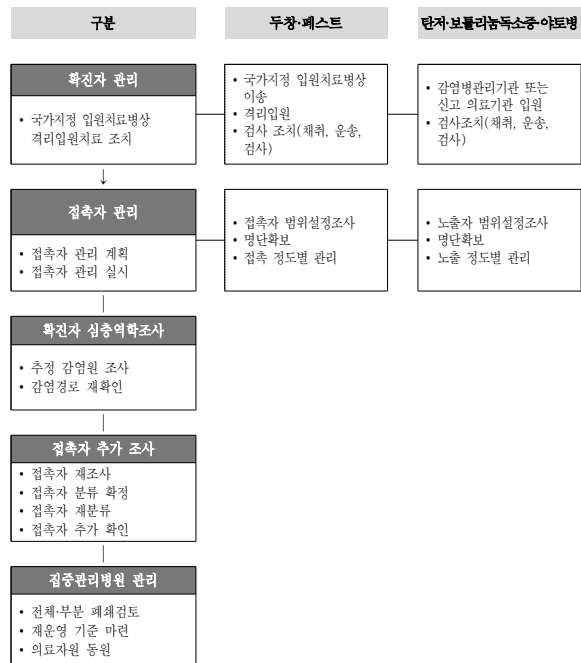 구분
두창·페스트
탄저·보툴리눔독소증·야토병
확진자 관리
• 국가지정 입원치료병상
격리입원치료 조치
• 국가지정 입원치료병상
이송
• 격리입원
• 검사 조치(채취, 운송,
검사)
• 감염병관리기관 또는
신고 의료기관 입원
• 검사조치(채취, 운송,
검사)
↓
접촉자 관리
• 접촉자 관리 계획
• 접촉자 관리 실시
• 접촉자 범위설정조사
• 명단확보
• 접촉 정도별 관리
• 노출자 범위설정조사
• 명단확보
• 노출 정도별 관리
확진자 심층역학조사
• 추정 감염원 조사
• 감염경로 재확인
접촉자 추가 조사
• 접촉자 재조사
• 접촉자 분류 확정
• 접촉자 재분류
• 접촉자 추가 확인
집중관리병원 관리
• 전체·부분 폐쇄검토
• 재운영 기준 마련
• 의료자원 동원